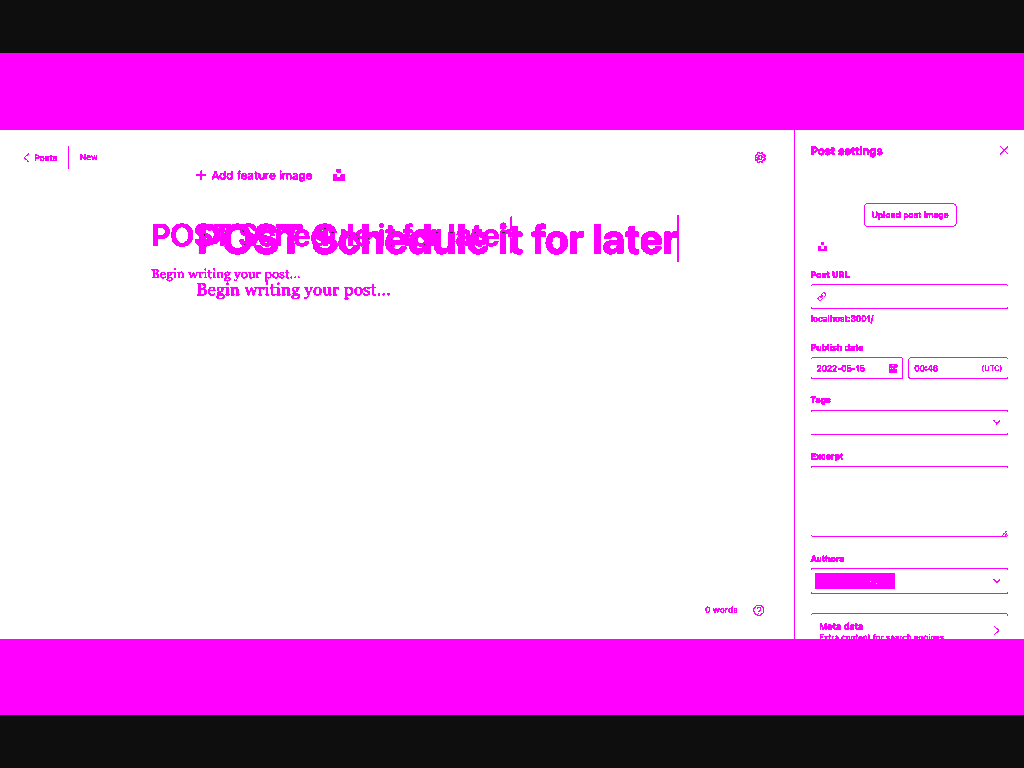 Posts
New
+ Add feature image
POST Schedule it for later
POST Schedule it for later
Begin writing your post...
Begin writing your post...
0 words
Post settings
Upload post image
Post URL
localhost:3001/
Publish date
2022-05-15
00:46
(UTC)
Tags
Excerpt
Authors
Meta data
Extra content for search engines